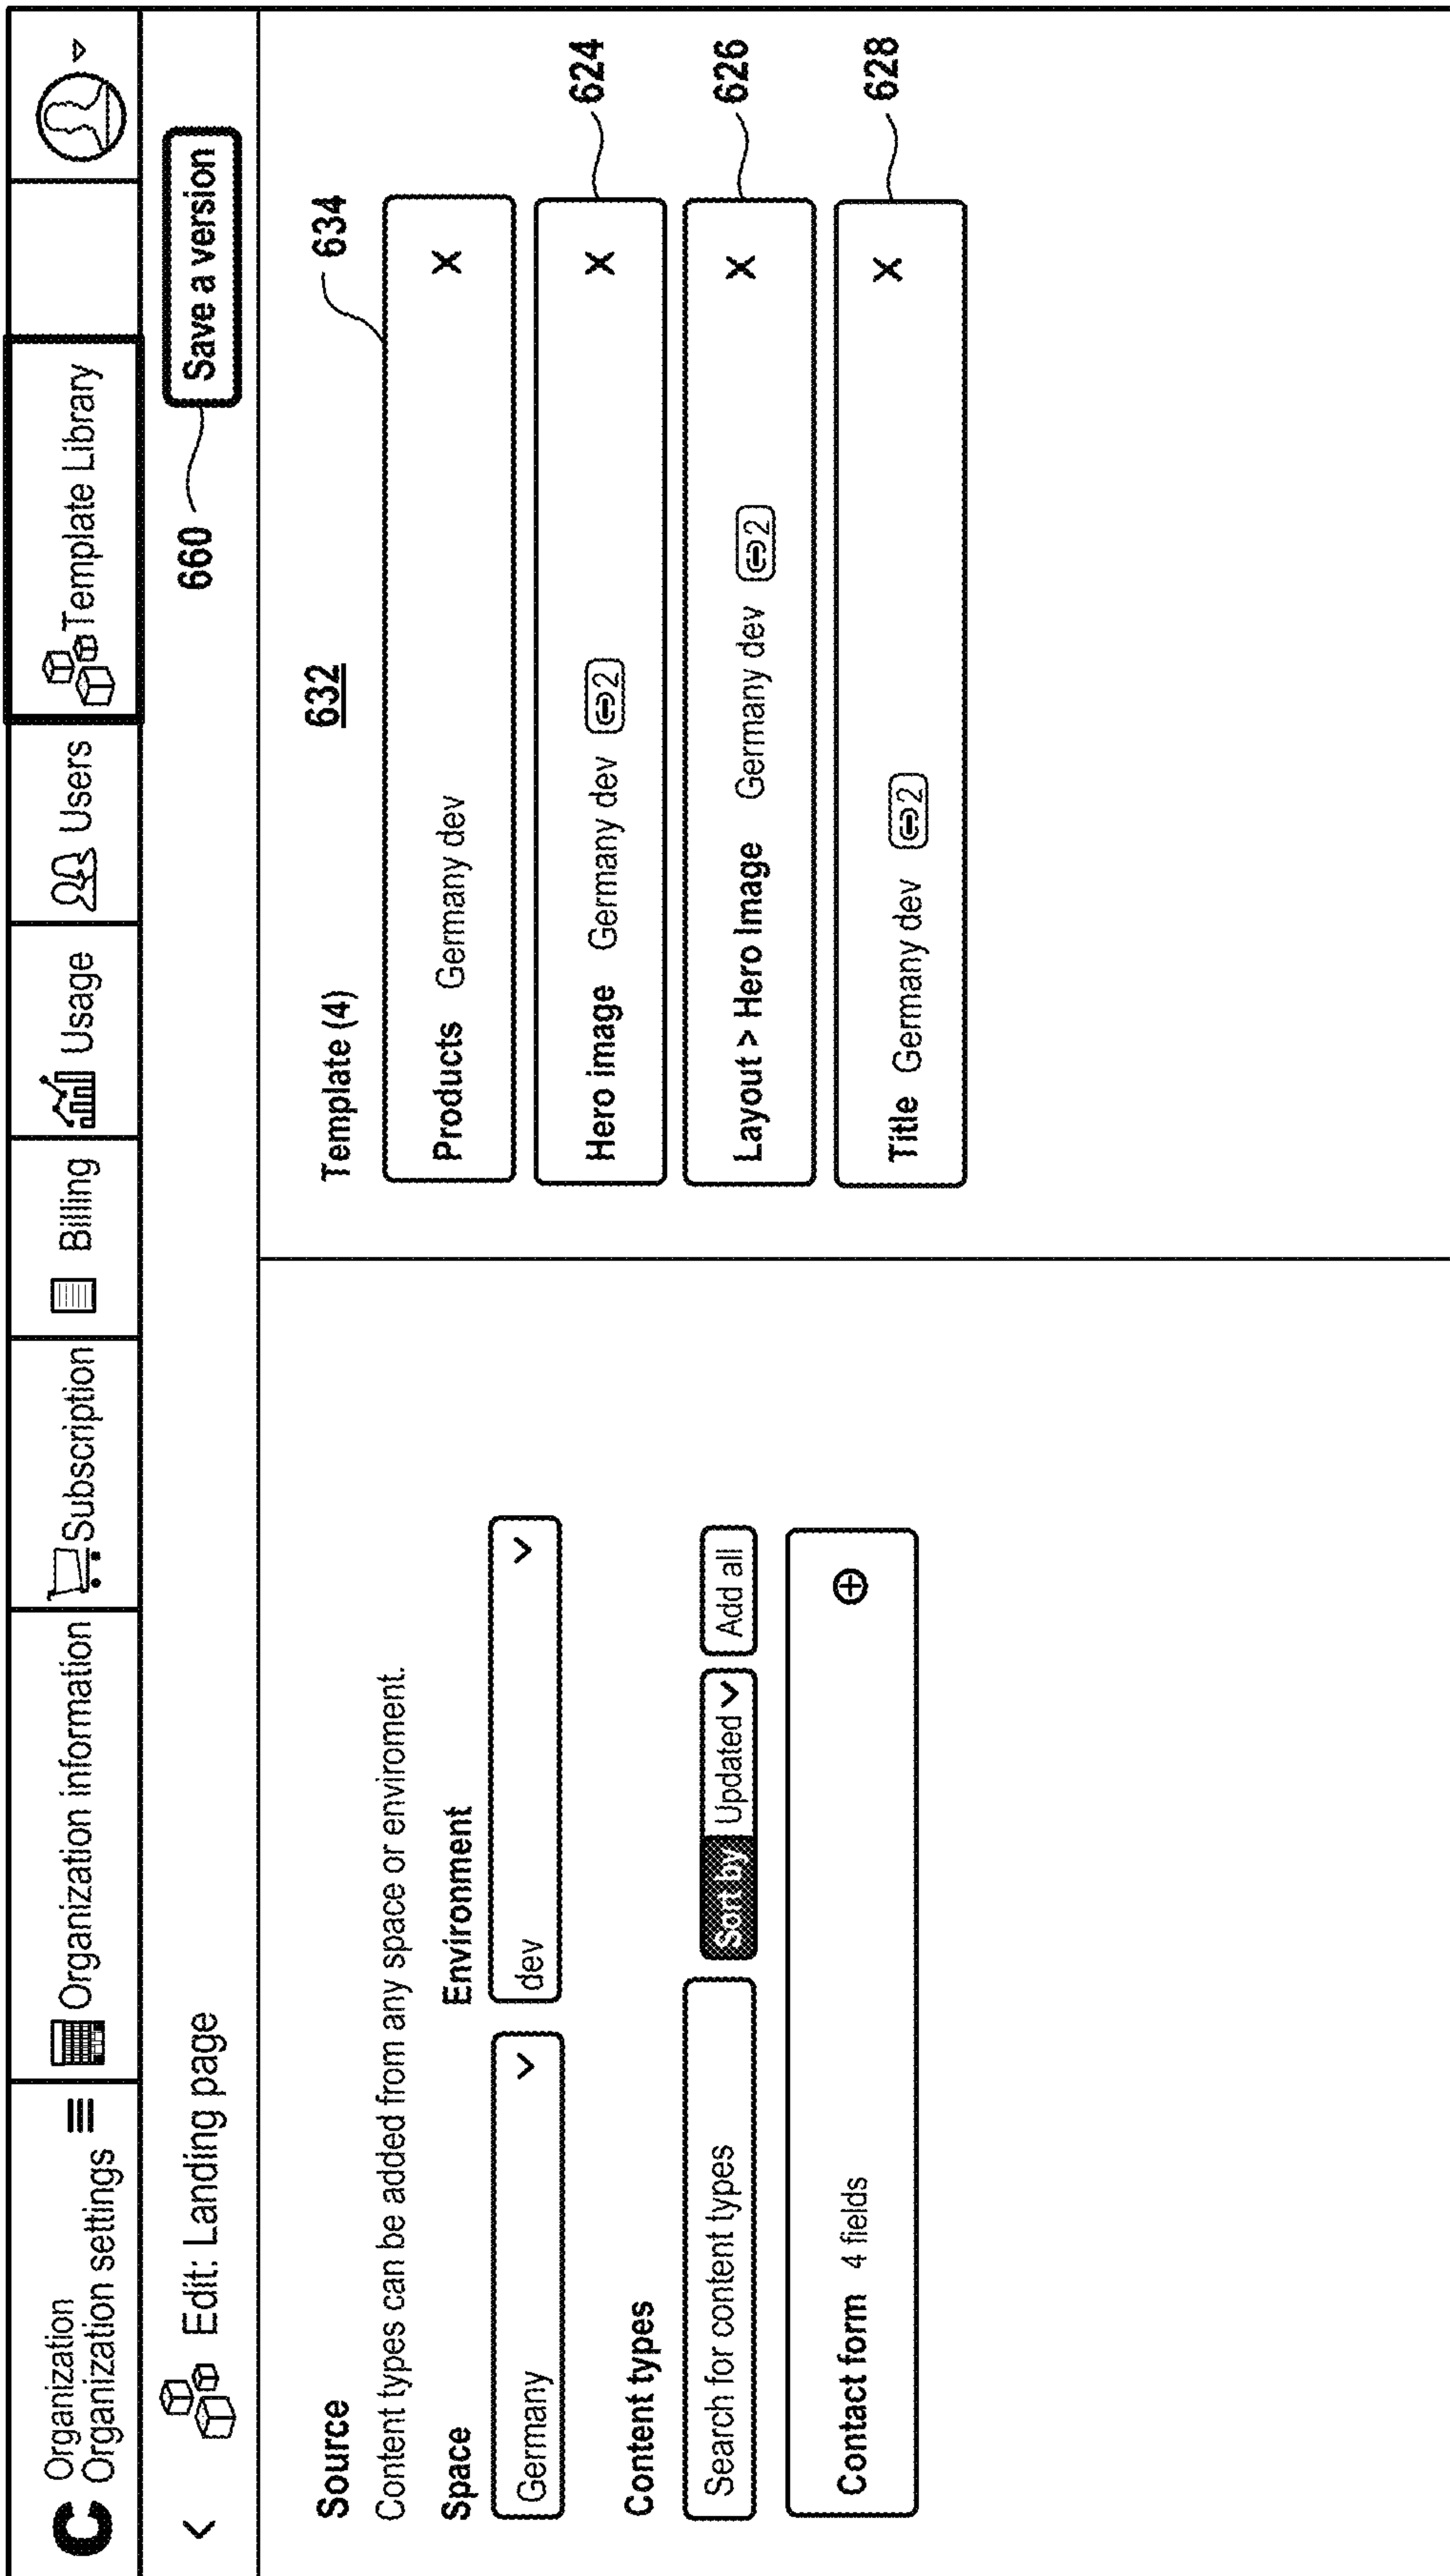 C Organization
Organization settings
Organization information
Subscription
Billing
Usage
Users
Template Library
Edit: Landing page
660
Save a version
Source
Content types can be added from any space or enviroment.
Space
Environment
Germany
dev
Content types
Search for content types
Sort by Updated
Add all
Contact form 4 fields
632
634
Template (4)
Products Germany dev X
Hero image Germany dev 2 X
624
Layout > Hero Image Germany dev 2 X
626
Title Germany dev 2 X
628